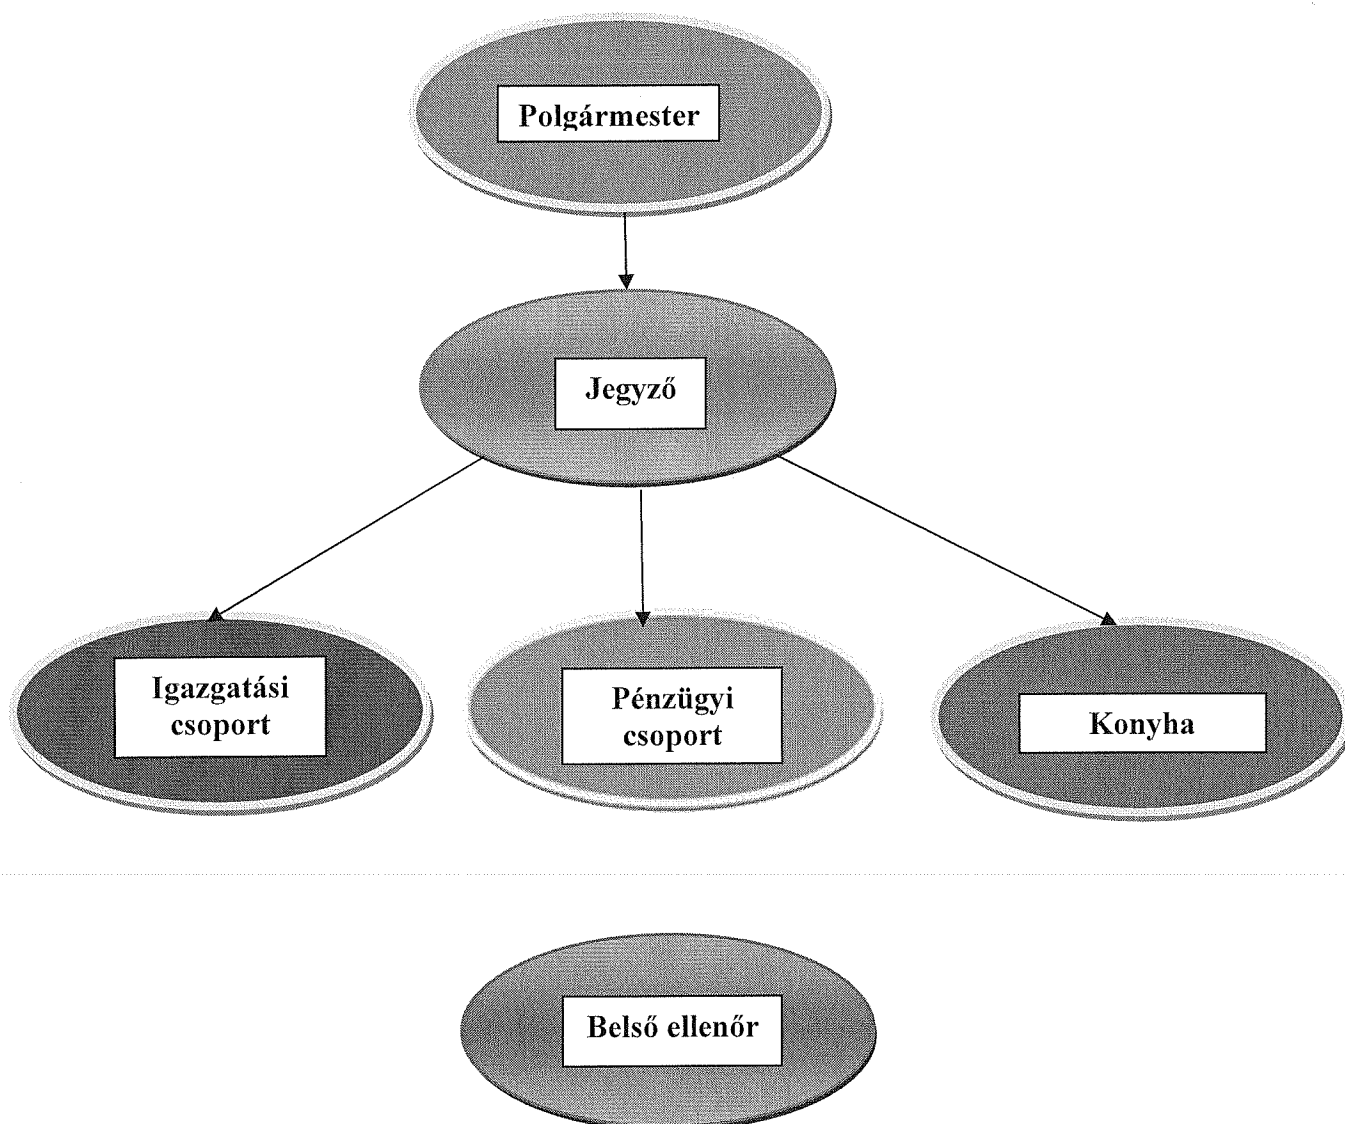 Polgármester
Jegyző
Igazgatási
csoport
Pénzügyi
csoport
Konyha
Belső ellenőr